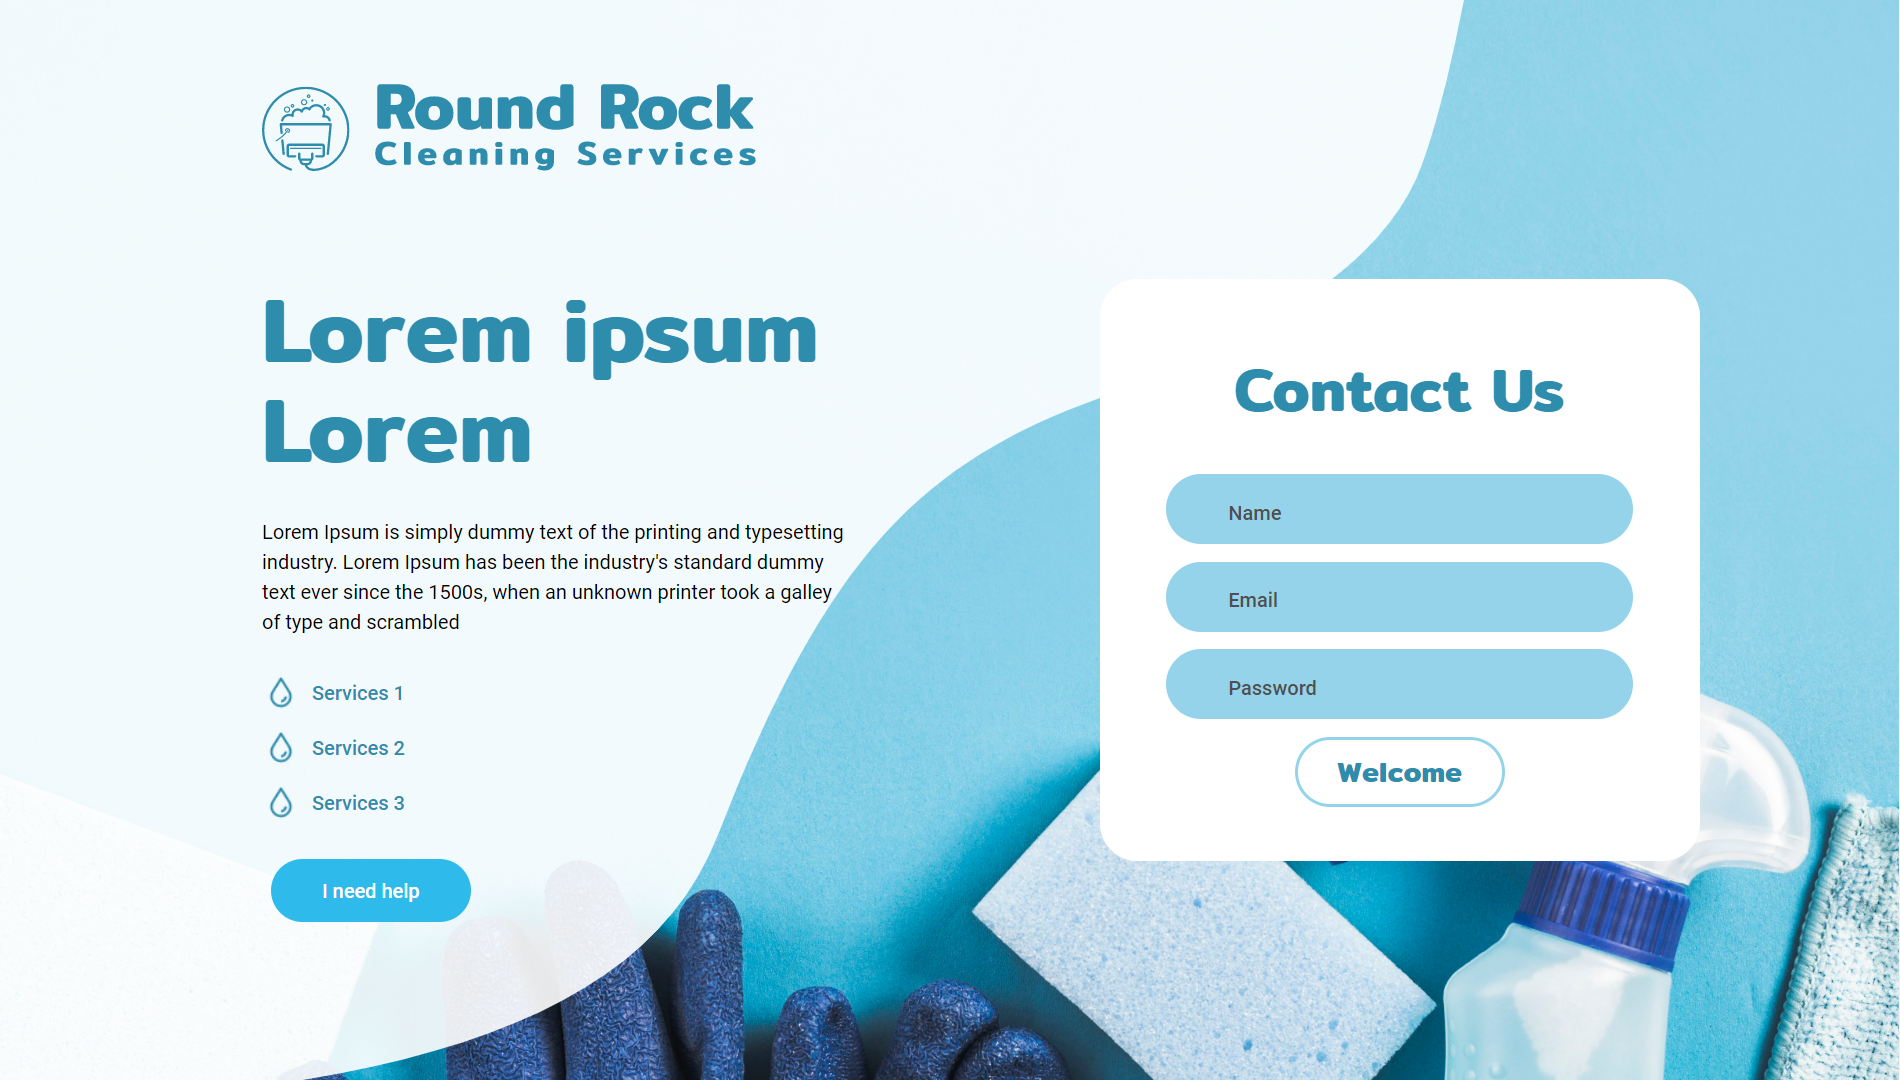 Round Rock
Cleaning Services
Lorem ipsum
Lorem
Lorem Ipsum is simply dummy text of the printing and typesetting
industry. Lorem Ipsum has been the industry's standard dummy
text ever since the 1500s, when an unknown printer took a galley
of type and scrambled
Services 1
Services 2
Services 3
I need help
Contact Us
Name
Email
Password
Welcome